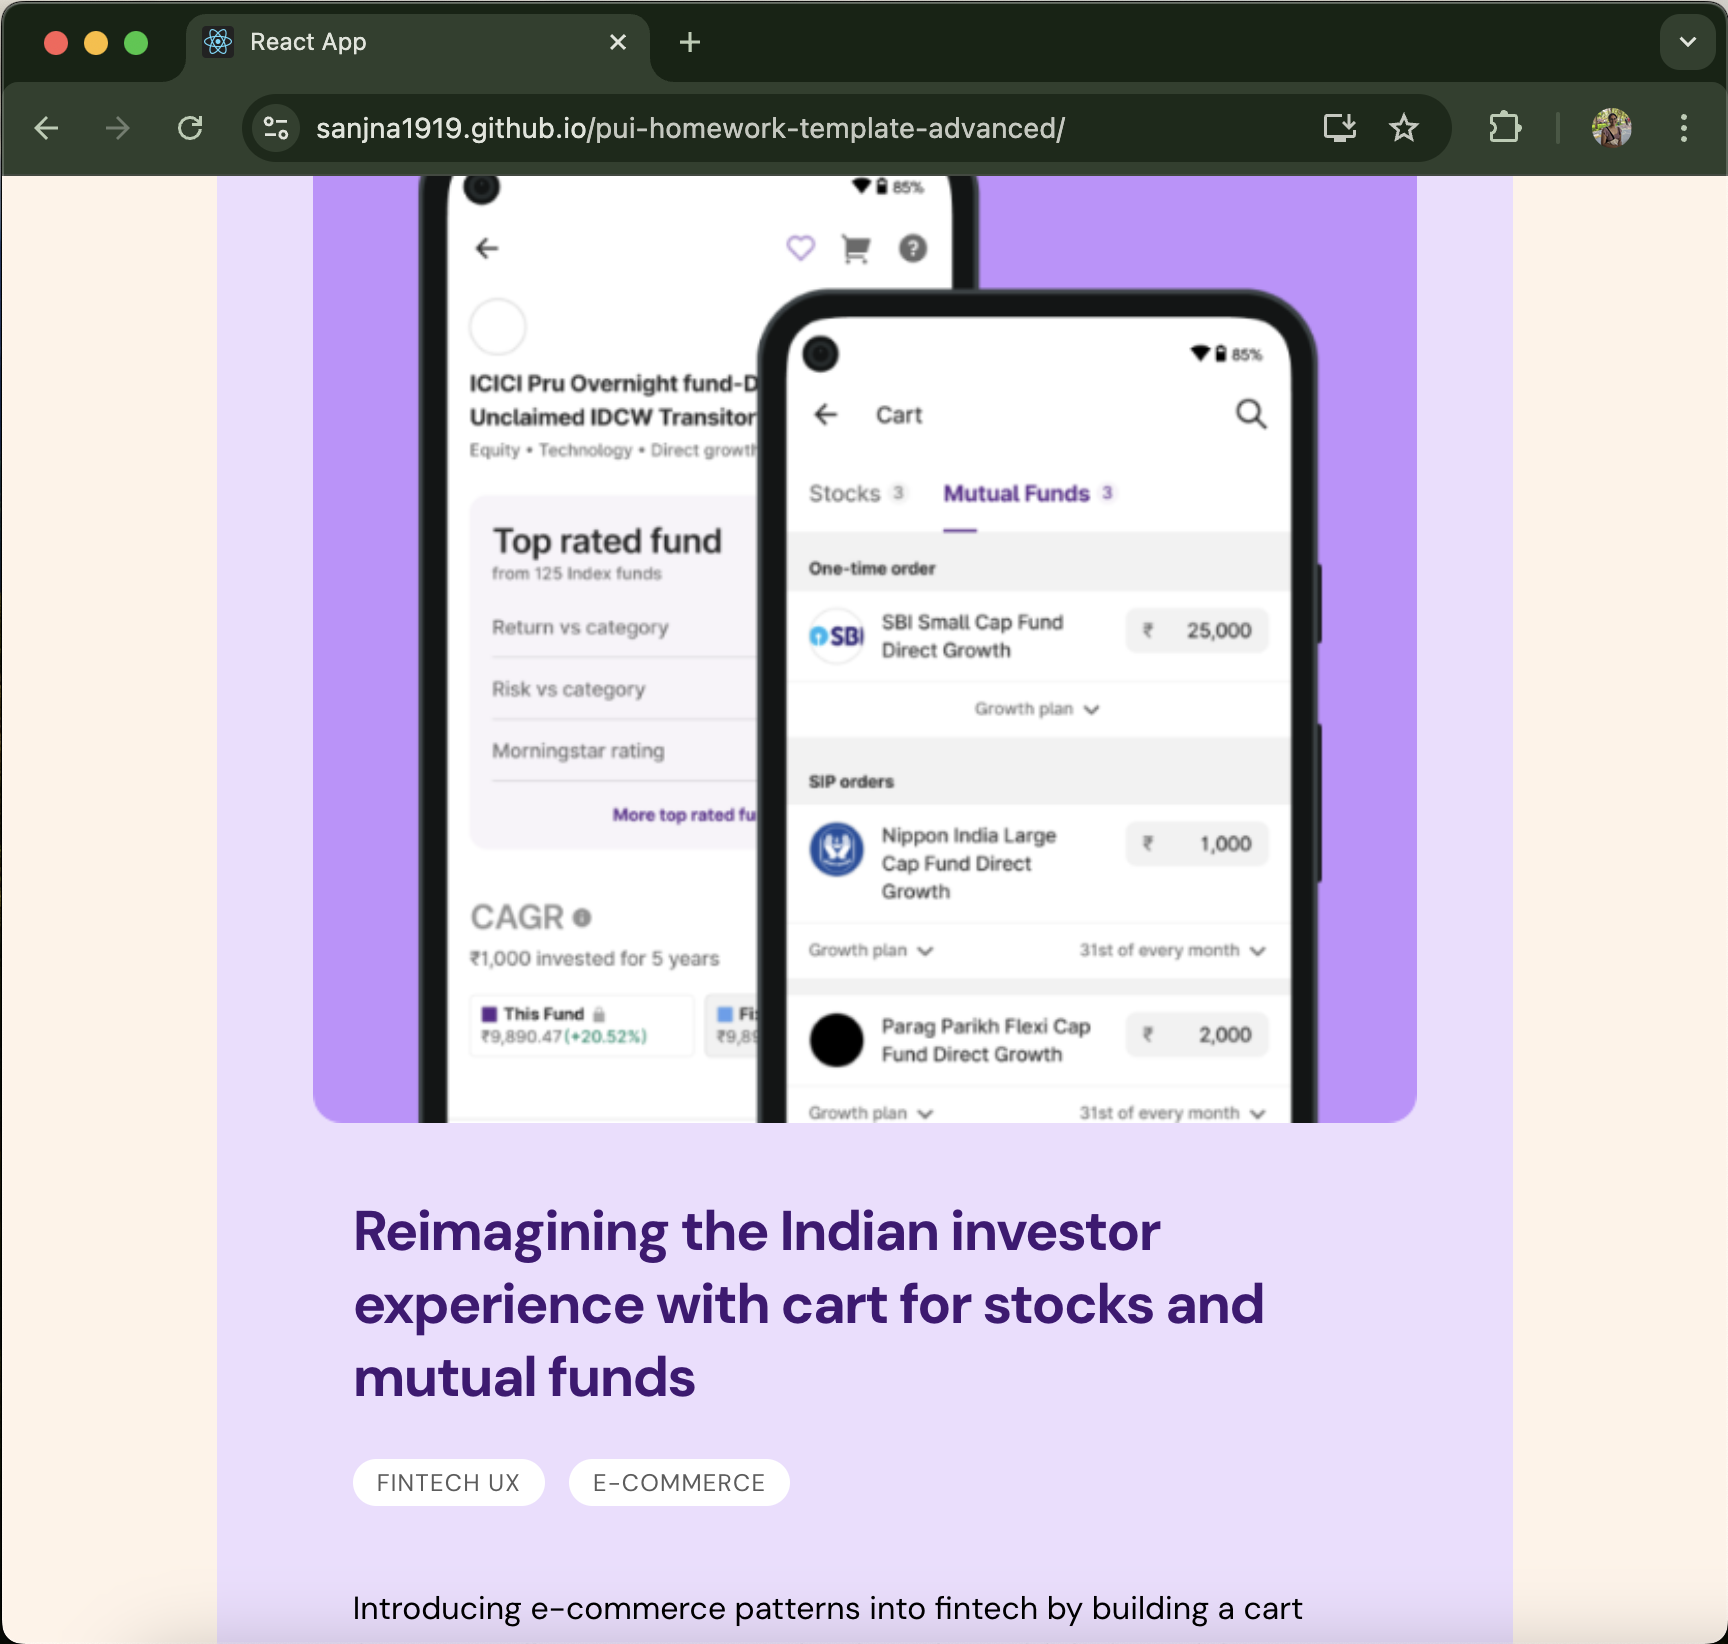 React App
sanjna1919.github.io/pui-homework-template-advanced/
85%
ICICI Pru Overnight fund-D
Unclaimed IDCW Transitor
Equity • Technology • Direct growth
Top rated fund
from 125 Index funds
Return vs category
Risk vs category
Morningstar rating
More top rated fu
CAGR
₹1,000 invested for 5 years
This Fund
₹9,890.47(+20.52%)
Fi
₹9,89
85%
Cart
Stocks 3
Mutual Funds 3
One-time order
SBI
SBI Small Cap Fund
Direct Growth
₹ 25,000
Growth plan
SIP orders
Nippon India Large
Cap Fund Direct
Growth
₹ 1,000
Growth plan
31st of every month
Parag Parikh Flexi Cap
Fund Direct Growth
₹ 2,000
Growth plan
31st of every month
Reimagining the Indian investor
experience with cart for stocks and
mutual funds
FINTECH UX
E-COMMERCE
Introducing e-commerce patterns into fintech by building a cart